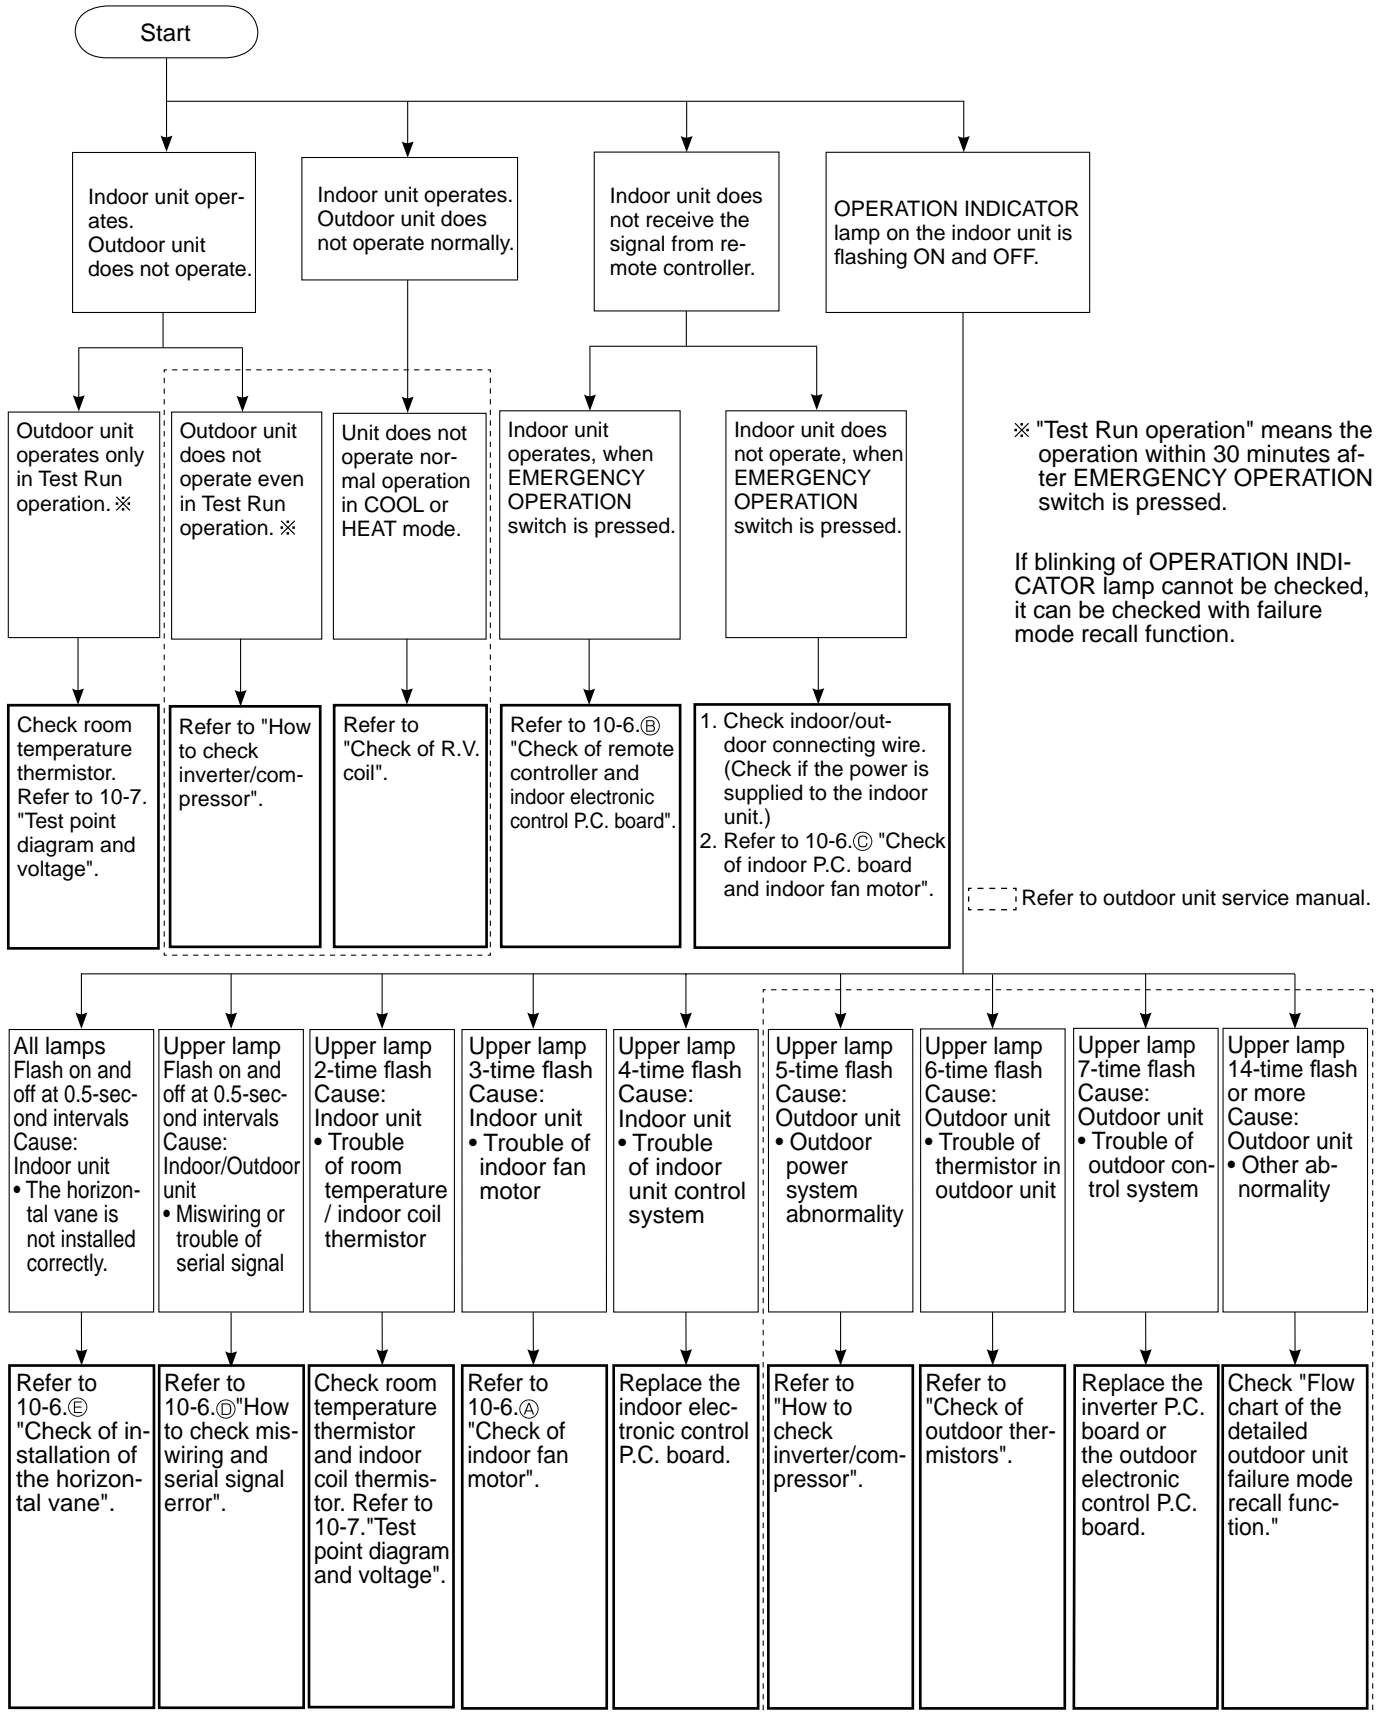 Start
Indoor unit oper-
ates.
Outdoor unit
does not operate.
Indoor unit operates.
Outdoor unit does
not operate normally.
Indoor unit does
not receive the
signal from re-
mote controller.
OPERATION INDICATOR
lamp on the indoor unit is
flashing ON and OFF.
Outdoor unit
operates only
in Test Run
operation. ※
Outdoor unit
does not
operate even
in Test Run
operation. ※
Unit does not
operate nor-
mal operation
in COOL or
HEAT mode.
Indoor unit
operates, when
EMERGENCY
OPERATION
switch is pressed.
Indoor unit does
not operate, when
EMERGENCY
OPERATION
switch is pressed.
※ "Test Run operation" means the
operation within 30 minutes af-
ter EMERGENCY OPERATION
switch is pressed.
If blinking of OPERATION INDI-
CATOR lamp cannot be checked,
it can be checked with failure
mode recall function.
Check room
temperature
thermistor.
Refer to 10-7.
"Test point
diagram and
voltage".
Refer to "How
to check
inverter/com-
pressor".
Refer to
"Check of R.V.
coil".
Refer to 10-6.Ⓑ
"Check of remote
controller and
indoor electronic
control P.C. board".
1. Check indoor/out-
door connecting wire.
(Check if the power is
supplied to the indoor
unit.)
2. Refer to 10-6.Ⓒ "Check
of indoor P.C. board
and indoor fan motor".
Refer to outdoor unit service manual.
All lamps
Flash on and
off at 0.5-sec-
ond intervals
Cause:
Indoor unit
• The horizon-
tal vane is
not installed
correctly.
Upper lamp
Flash on and
off at 0.5-sec-
ond intervals
Cause:
Indoor/Outdoor
unit
• Miswiring or
trouble of
serial signal
Upper lamp
2-time flash
Cause:
Indoor unit
• Trouble
of room
temperature
/ indoor coil
thermistor
Upper lamp
3-time flash
Cause:
Indoor unit
• Trouble of
indoor fan
motor
Upper lamp
4-time flash
Cause:
Indoor unit
• Trouble
of indoor
unit control
system
Upper lamp
5-time flash
Cause:
Outdoor unit
• Outdoor
power
system
abnormality
Upper lamp
6-time flash
Cause:
Outdoor unit
• Trouble of
thermistor in
outdoor unit
Upper lamp
7-time flash
Cause:
Outdoor unit
• Trouble of
outdoor con-
trol system
Upper lamp
14-time flash
or more
Cause:
Outdoor unit
• Other ab-
normality
Refer to
10-6.Ⓔ
"Check of in-
stallation of
the horizon-
tal vane".
Refer to
10-6.Ⓓ"How
to check mis-
wiring and
serial signal
error".
Check room
temperature
thermistor
and indoor
coil thermis-
tor. Refer to
10-7."Test
point diagram
and voltage".
Refer to
10-6.Ⓐ
"Check of
indoor fan
motor".
Replace the
indoor elec-
tronic control
P.C. board.
Refer to
"How to
check
inverter/com-
pressor".
Refer to
"Check of
outdoor ther-
mistors".
Replace the
inverter P.C.
board or
the outdoor
electronic
control P.C.
board.
Check "Flow
chart of the
detailed
outdoor unit
failure mode
recall func-
tion."